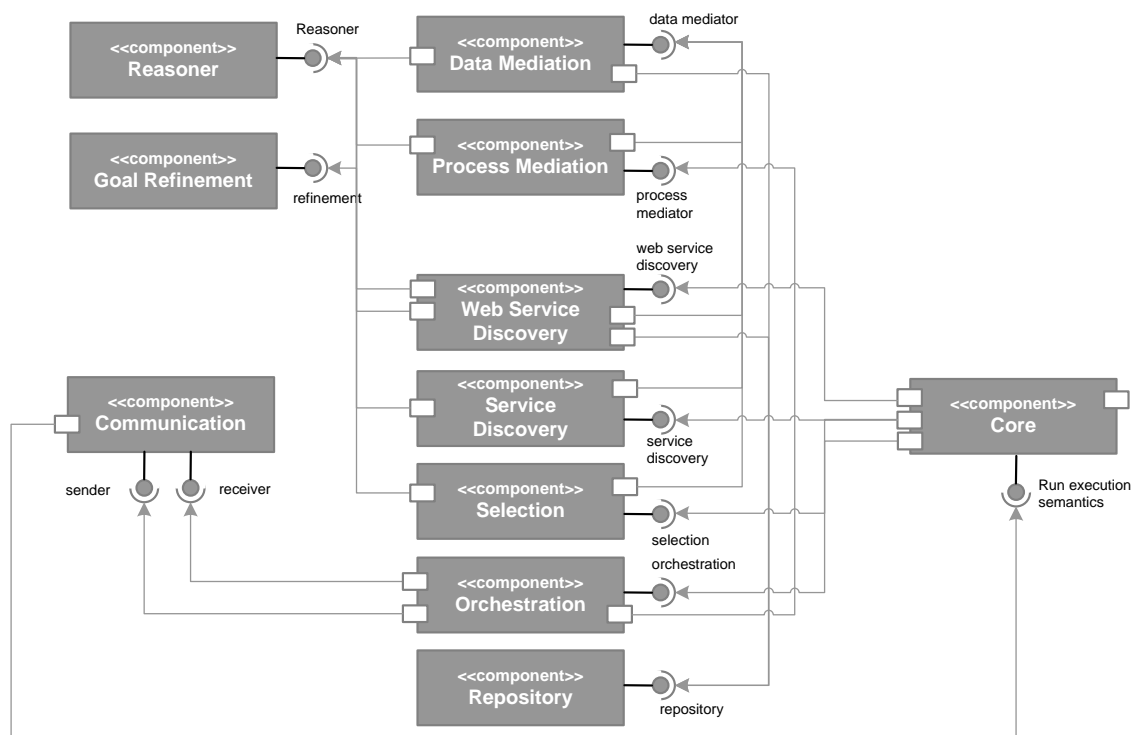 Reasoner
data mediator
<<component>>
Reasoner
<<component>>
Data Mediation
<<component>>
Goal Refinement
refinement
<<component>>
Process Mediation
process
mediator
web service
discovery
<<component>>
Web Service
Discovery
<<component>>
Communication
sender
receiver
<<component>>
Service
Discovery
service
discovery
<<component>>
Core
Run execution
semantics
<<component>>
Selection
selection
orchestration
<<component>>
Orchestration
<<component>>
Repository
repository